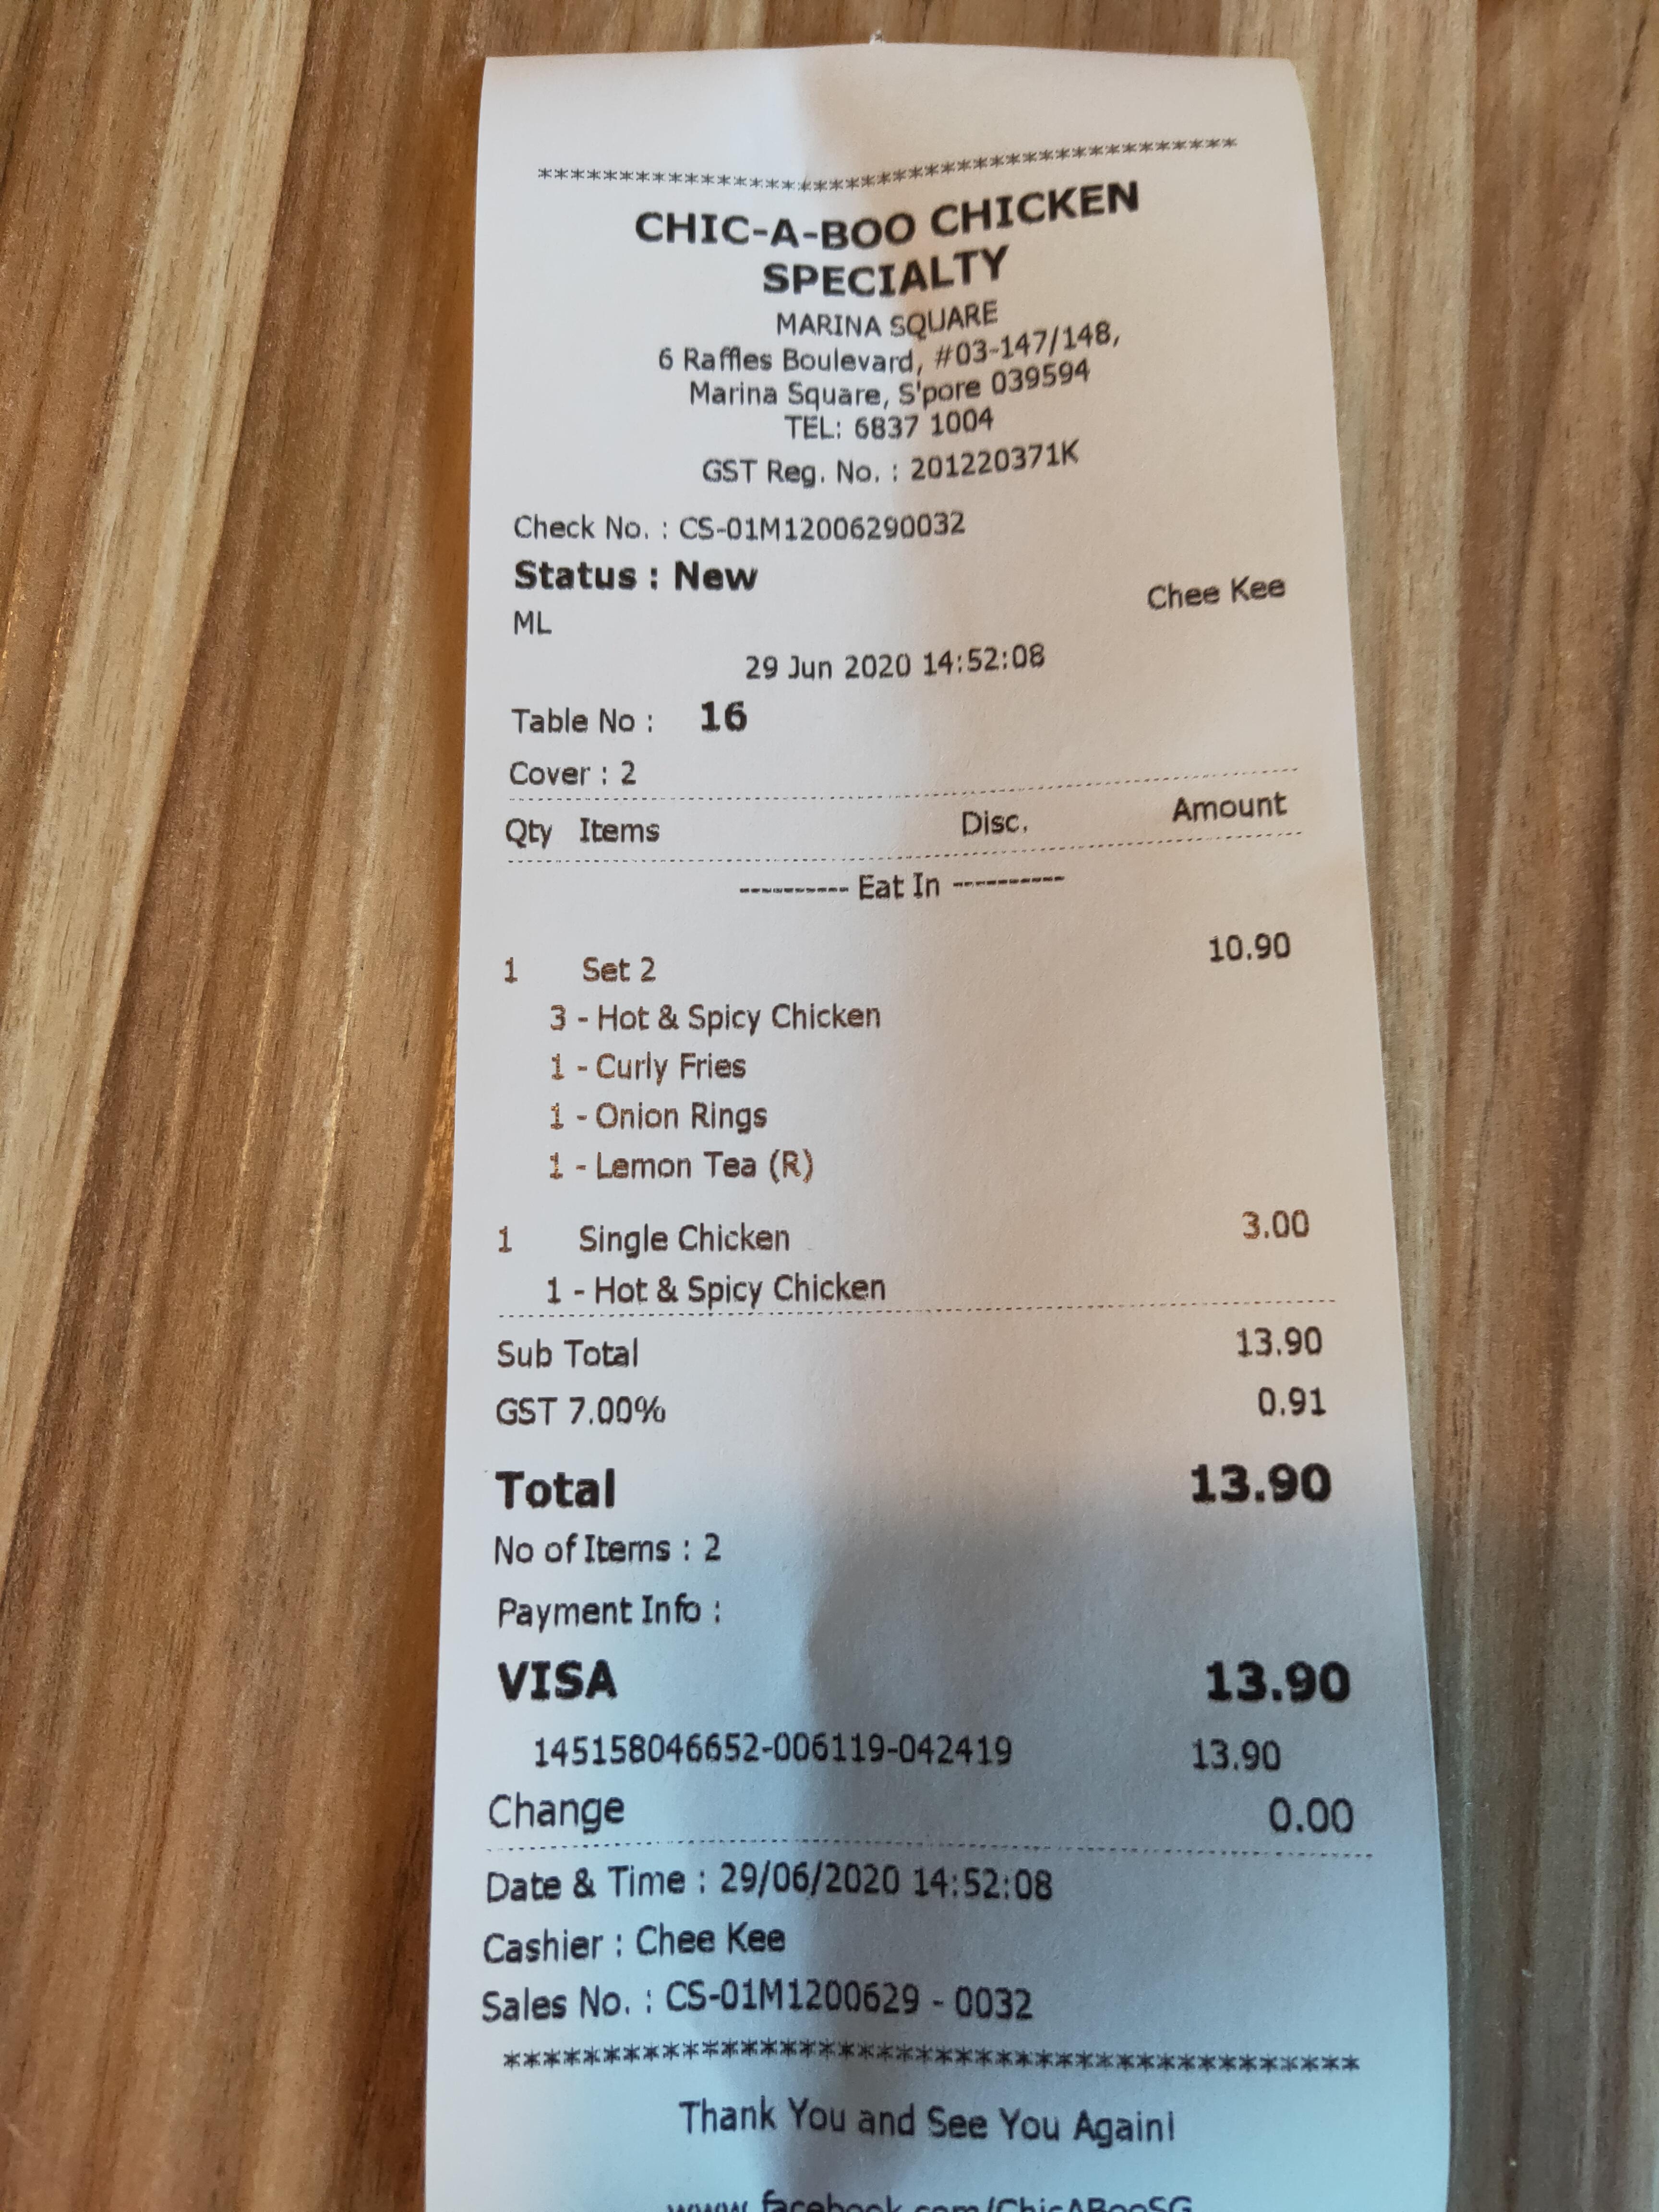 ********************************************
CHIC-A-BOO CHICKEN
SPECIALTY
MARINA SQUARE
6 Raffles Boulevard, #03-147/148,
Marina Square, S'pore 039594
TEL: 6837 1004
GST Reg. No. : 201220371K
Check No. : CS-01M12006290032
Status : New
ML Chee Kee
29 Jun 2020 14:52:08
Table No : 16
Cover : 2
Qty Items Disc. Amount
---------- Eat In ----------
1 Set 2 10.90
3 - Hot & Spicy Chicken
1 - Curly Fries
1 - Onion Rings
1 - Lemon Tea (R)
1 Single Chicken 3.00
1 - Hot & Spicy Chicken
Sub Total 13.90
GST 7.00% 0.91
Total 13.90
No of Items : 2
Payment Info :
VISA 13.90
145158046652-006119-042419 13.90
Change 0.00
Date & Time : 29/06/2020 14:52:08
Cashier : Chee Kee
Sales No. : CS-01M1200629 - 0032
********************************************
Thank You and See You Again!
www.facebook.com/ChicABooSG